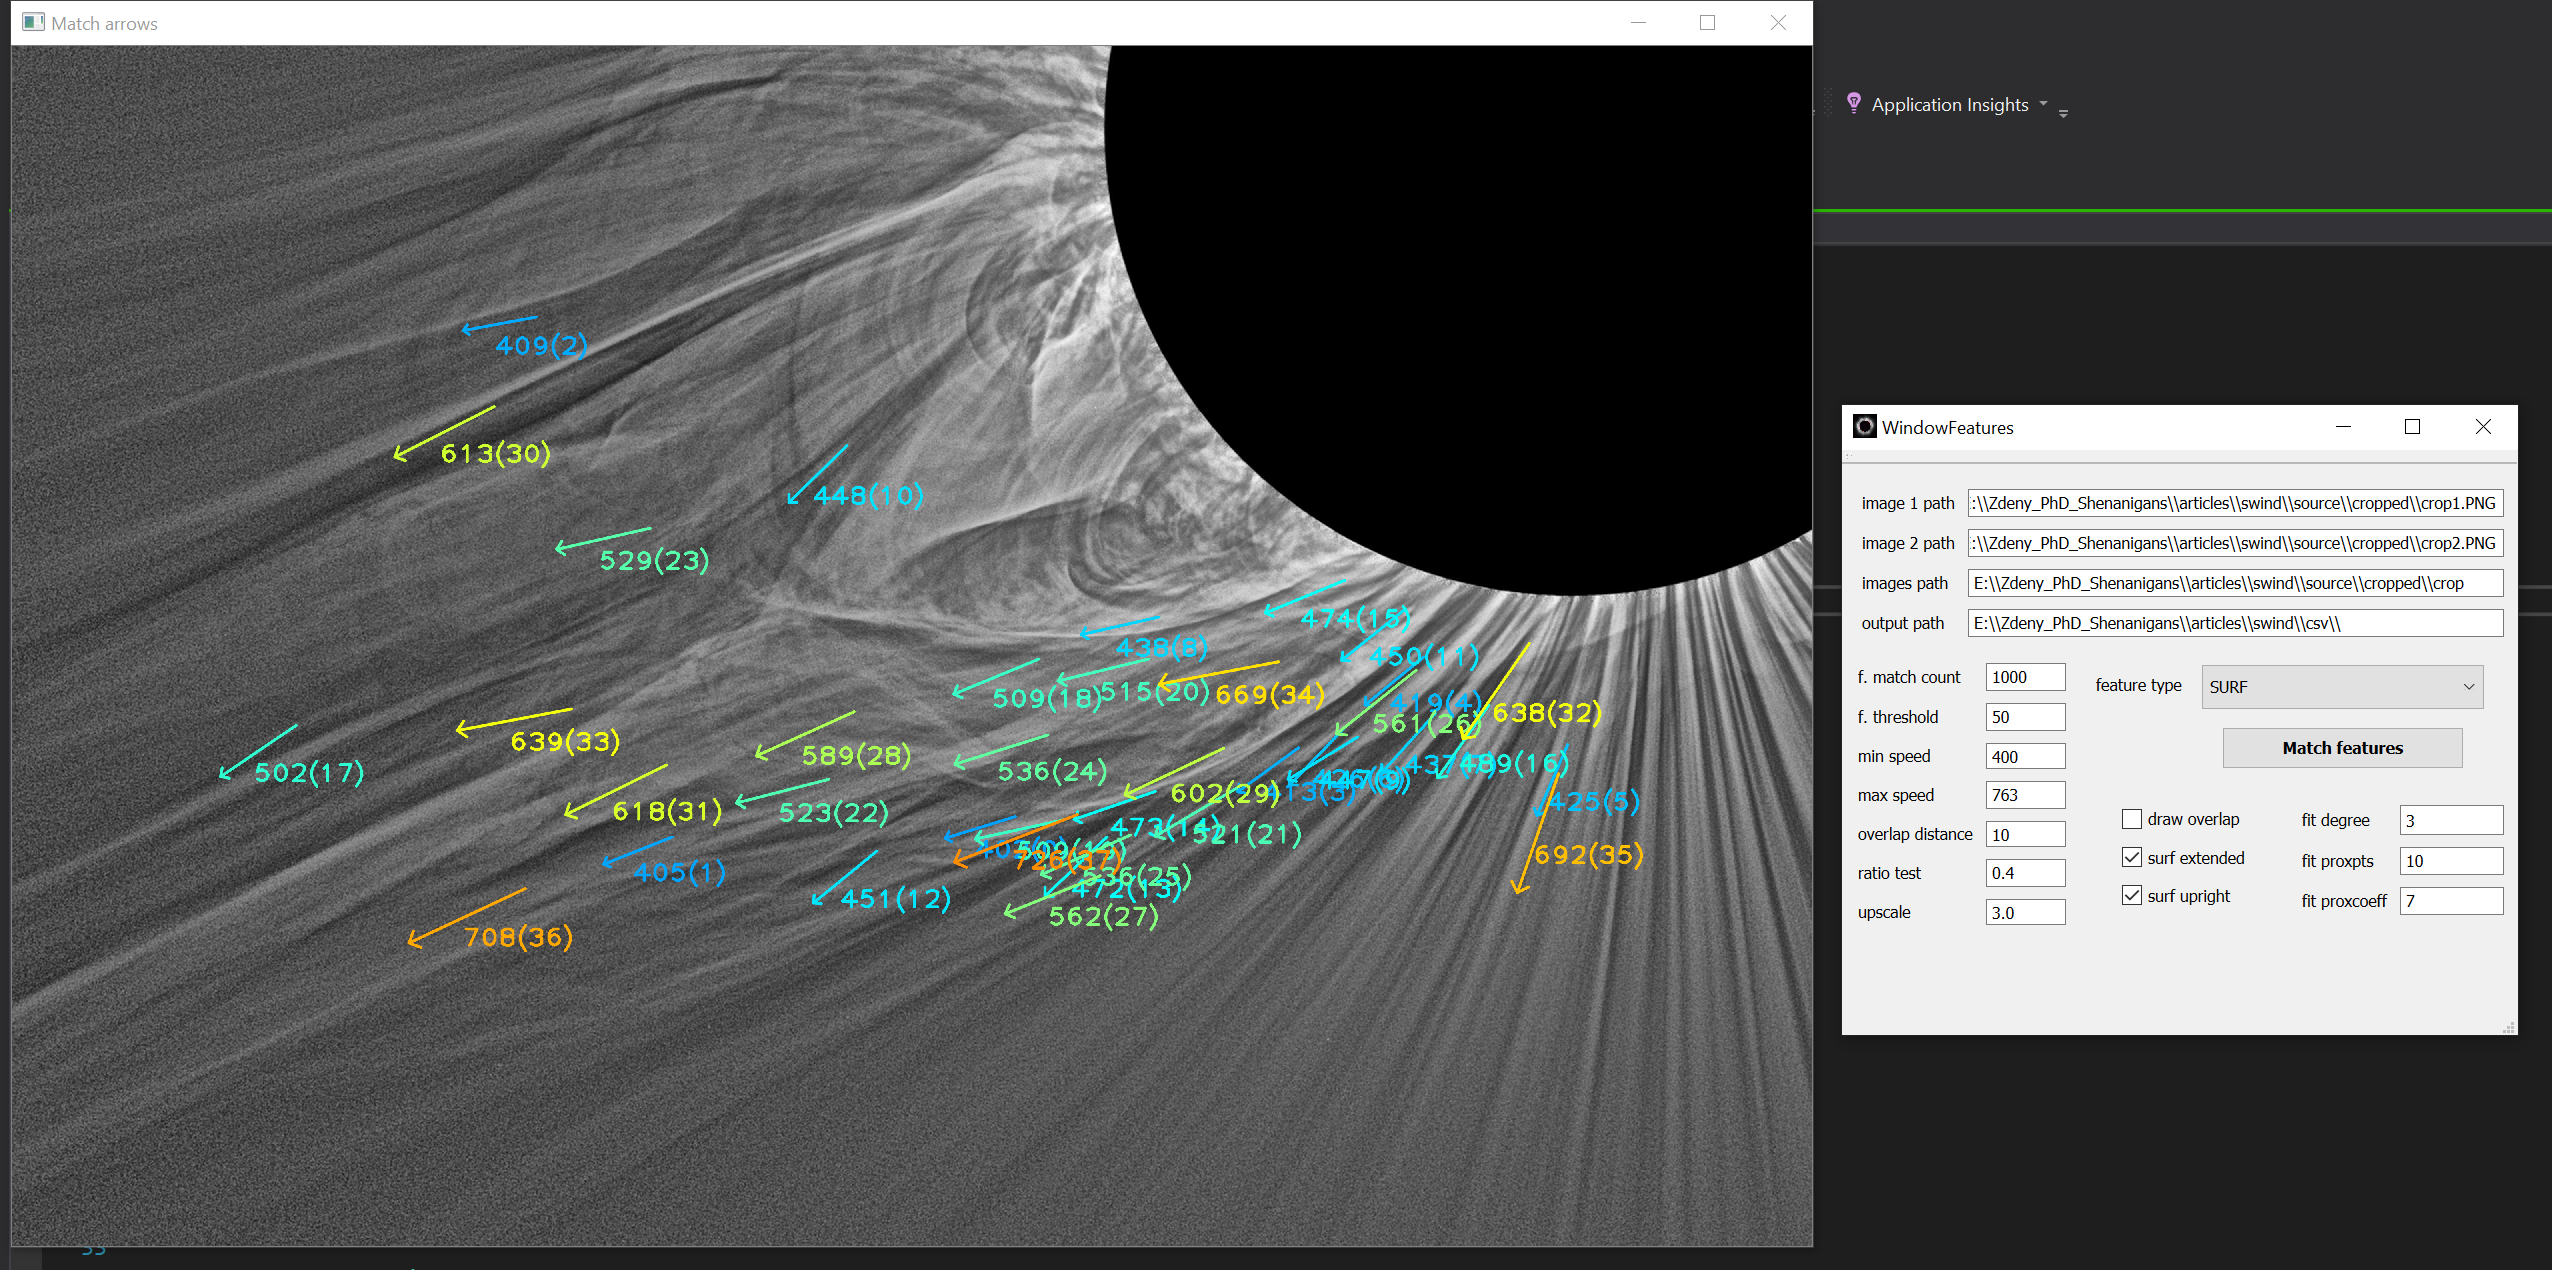 Match arrows
Application Insights
409(2)
613(30)
448(10)
529(23)
474(15)
438(8)
450(11)
509(18)
515(20)
669(34)
419(4)
561(26)
638(32)
639(33)
589(28)
502(17)
536(24)
489(16)
602(29)
413(3)
447(9)
425(5)
618(31)
523(22)
473(14)
521(21)
726(37)
692(35)
405(1)
536(25)
451(12)
472(13)
562(27)
708(36)
WindowFeatures
image 1 path :\\Zdeny_PhD_Shenanigans\\articles\\swind\\source\\cropped\\crop1.PNG
image 2 path :\\Zdeny_PhD_Shenanigans\\articles\\swind\\source\\cropped\\crop2.PNG
images path E:\\Zdeny_PhD_Shenanigans\\articles\\swind\\source\\cropped\\crop
output path E:\\Zdeny_PhD_Shenanigans\\articles\\swind\\csv\\
f. match count 1000 feature type SURF
f. threshold 50
min speed 400 Match features
max speed 763 draw overlap fit degree 3
overlap distance 10
ratio test 0.4 surf extended fit proxpts 10
upscale 3.0 surf upright fit proxcoeff 7